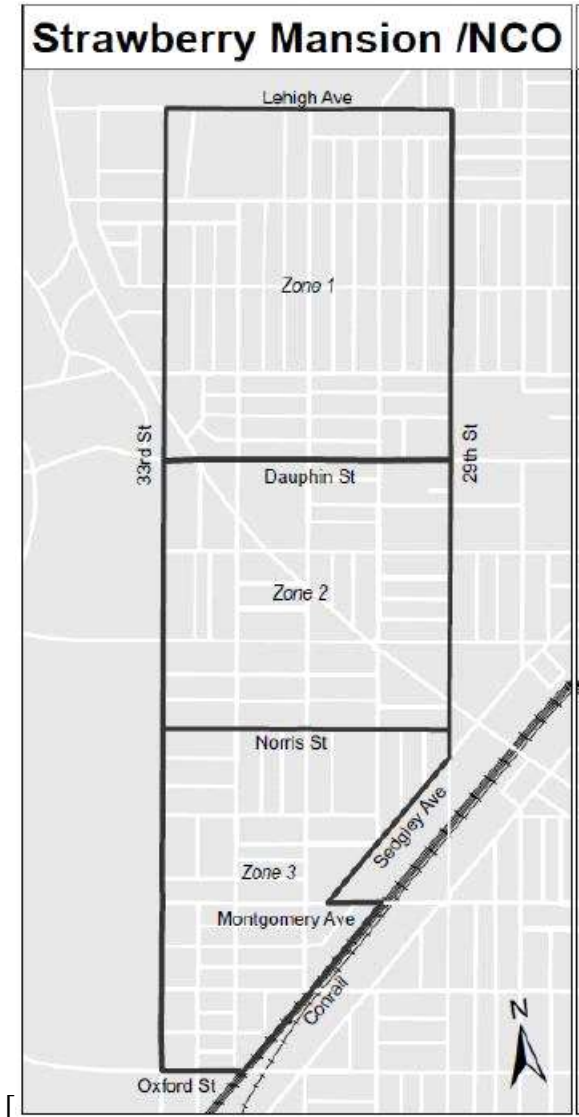 Strawberry Mansion /NCO
Lehigh Ave
Zone 1
33rd St
29th St
Dauphin St
Zone 2
Norris St
Sedgley Ave
Zone 3
Montgomery Ave
Conrail
N
Oxford St
[